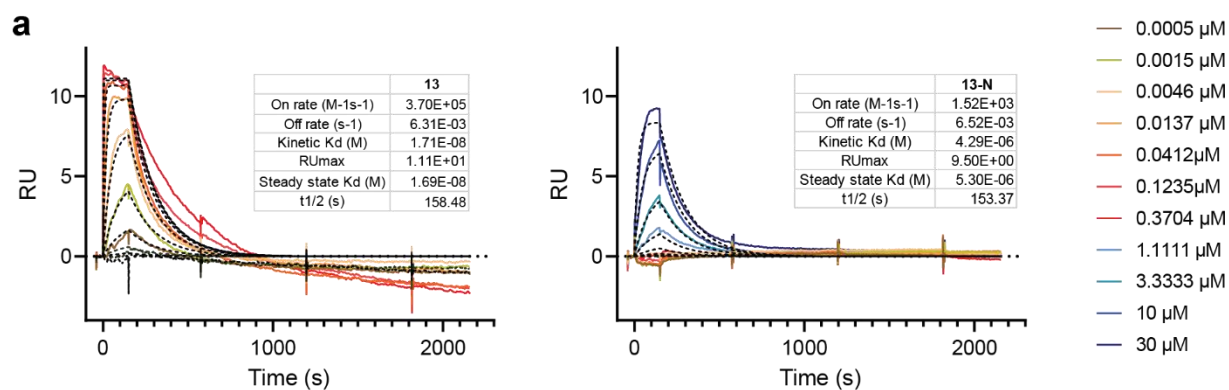 a
13
On rate (M-1s-1) 3.70E+05
Off rate (s-1) 6.31E-03
Kinetic Kd (M) 1.71E-08
RUmax 1.11E+01
Steady state Kd (M) 1.69E-08
t1/2 (s) 158.48
10
5
0
RU
0 1000 2000
Time (s)
13-N
On rate (M-1s-1) 1.52E+03
Off rate (s-1) 6.52E-03
Kinetic Kd (M) 4.29E-06
RUmax 9.50E+00
Steady state Kd (M) 5.30E-06
t1/2 (s) 153.37
10
5
0
RU
0 1000 2000
Time (s)
0.0005 µM
0.0015 µM
0.0046 µM
0.0137 µM
0.0412 µM
0.1235µM
0.3704 µM
1.1111 µM
3.3333 µM
10 µM
30 µM